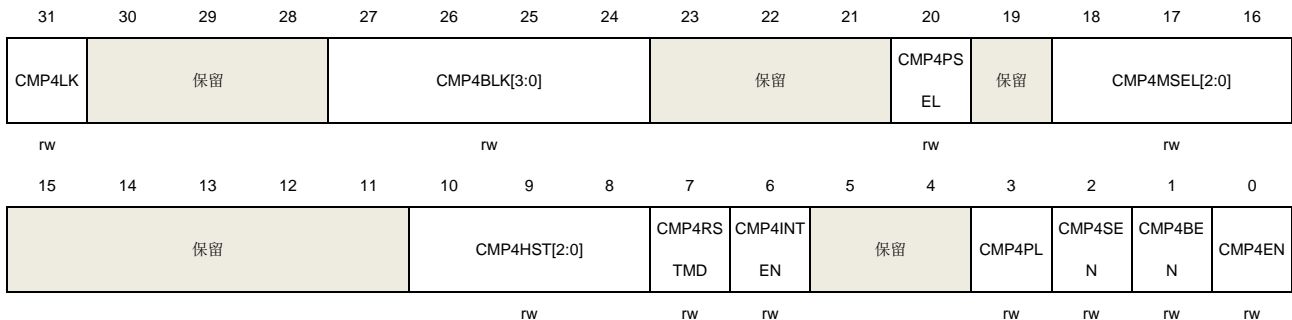 31 30 29 28 27 26 25 24 23 22 21 20 19 18 17 16
CMP4LK 保留 CMP4BLK[3:0] 保留 CMP4PS 保留 CMP4MSEL[2:0]
EL
rw rw rw rw
15 14 13 12 11 10 9 8 7 6 5 4 3 2 1 0
保留 CMP4HST[2:0] CMP4RS CMP4INT 保留 CMP4PL CMP4SE CMP4BE CMP4EN
TMD EN N N
rw rw rw rw rw rw rw